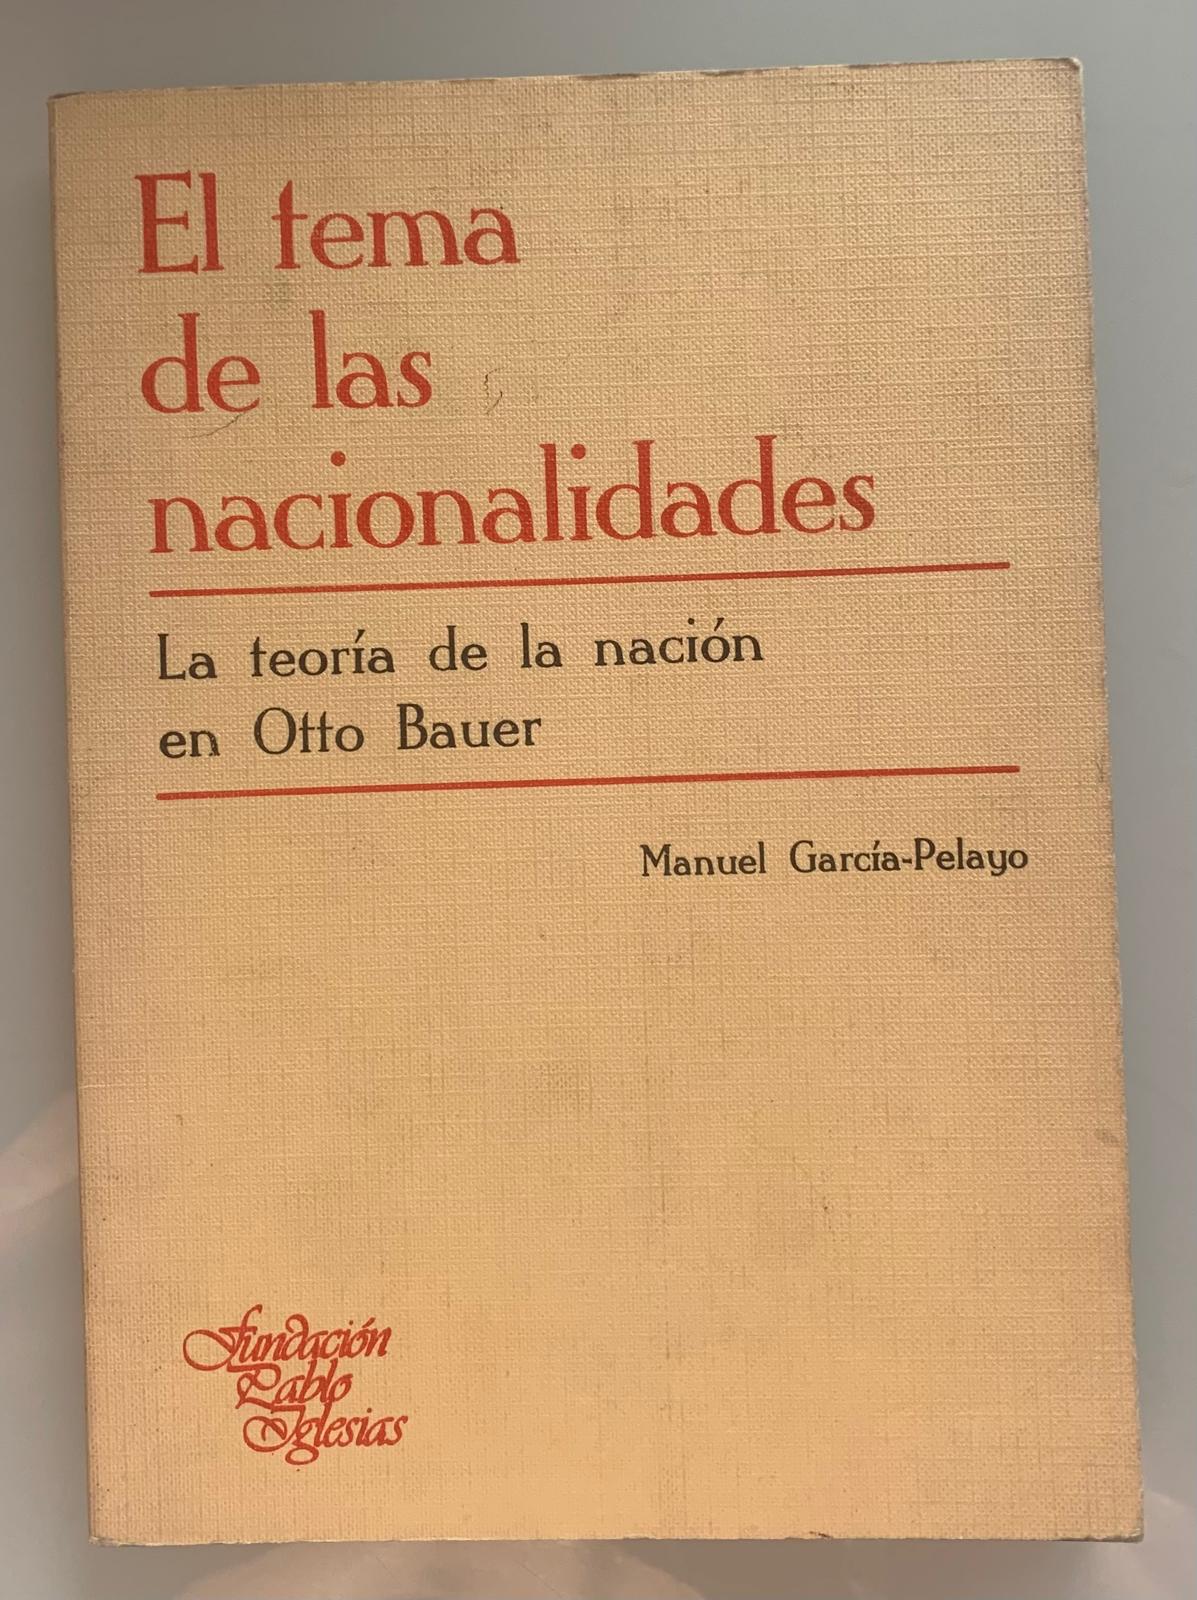 El tema
de las
nacionalidades
La teoría de la nación
en Otto Bauer
Manuel García-Pelayo
Fundación
Pablo
Iglesias